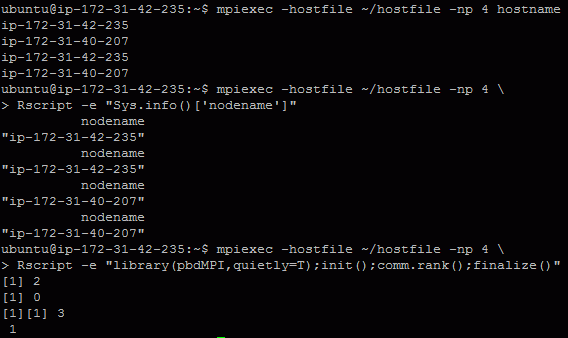 ubuntu@ip-172-31-42-235:~$ mpiexec -hostfile ~/hostfile -np 4 hostname
ip-172-31-42-235
ip-172-31-40-207
ip-172-31-42-235
ip-172-31-40-207
ubuntu@ip-172-31-42-235:~$ mpiexec -hostfile ~/hostfile -np 4 \
> Rscript -e "Sys.info()['nodename']"
          nodename
"ip-172-31-42-235"
          nodename
"ip-172-31-42-235"
          nodename
"ip-172-31-40-207"
          nodename
"ip-172-31-40-207"
ubuntu@ip-172-31-42-235:~$ mpiexec -hostfile ~/hostfile -np 4 \
> Rscript -e "library(pbdMPI,quietly=T);init();comm.rank();finalize()"
[1] 2
[1] 0
[1][1] 3
 1